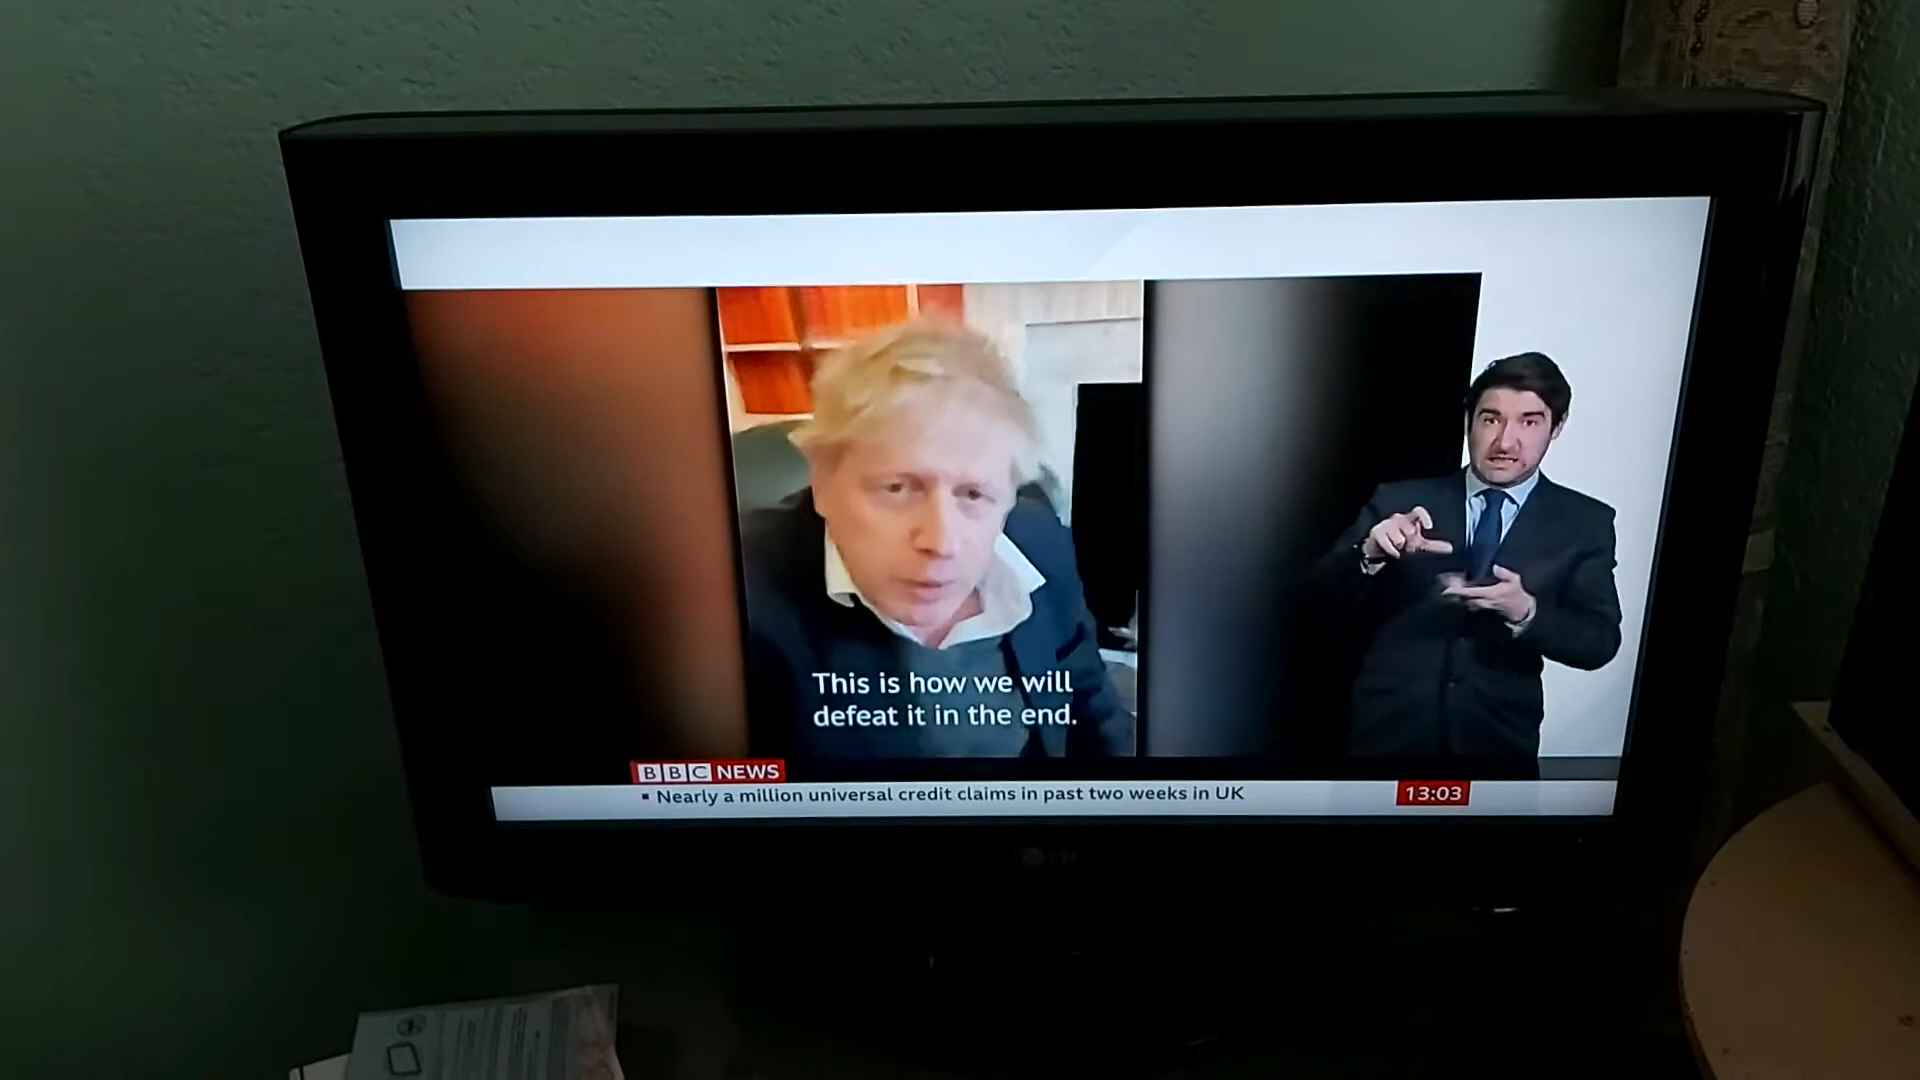 This is how we will
defeat it in the end.
BBC NEWS
▪ Nearly a million universal credit claims in past two weeks in UK
13:03